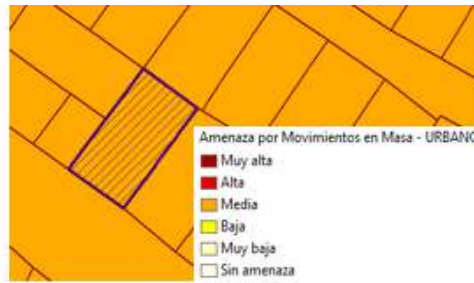 Amenaza por Movimientos en Masa - URBANO
Muy alta
Alta
Media
Baja
Muy baja
Sin amenaza